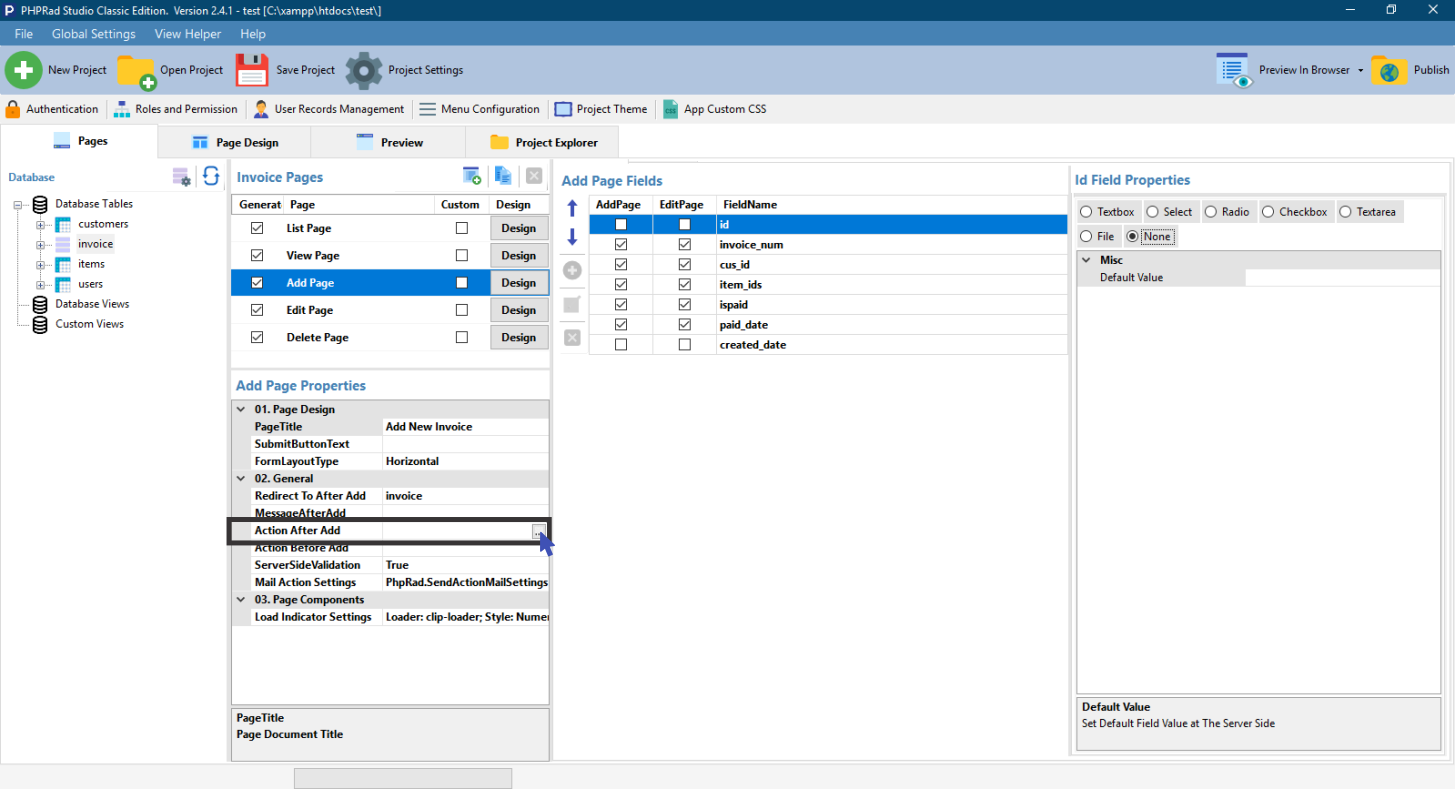 PHPRad Studio Classic Edition. Version 2.4.1 - test [C:\xampp\htdocs\test\]
File Global Settings View Helper Help
New Project Open Project Save Project Project Settings Preview In Browser Publish
Authentication Roles and Permission User Records Management Menu Configuration Project Theme App Custom CSS
Pages Page Design Preview Project Explorer
Database
Database Tables
customers
invoice
items
users
Database Views
Custom Views
Invoice Pages
Generat Page Custom Design
List Page Design
View Page Design
Add Page Design
Edit Page Design
Delete Page Design
Add Page Properties
01. Page Design
PageTitle Add New Invoice
SubmitButtonText
FormLayoutType Horizontal
02. General
Redirect To After Add invoice
MessageAfterAdd
Action After Add ...
Action Before Add
ServerSideValidation True
Mail Action Settings PhpRad.SendActionMailSettings
03. Page Components
Load Indicator Settings Loader: clip-loader; Style: Numer
PageTitle
Page Document Title
Add Page Fields
AddPage EditPage FieldName
id
invoice_num
cus_id
item_ids
ispaid
paid_date
created_date
Id Field Properties
Textbox Select Radio Checkbox Textarea
File None
Misc
Default Value
Default Value
Set Default Field Value at The Server Side